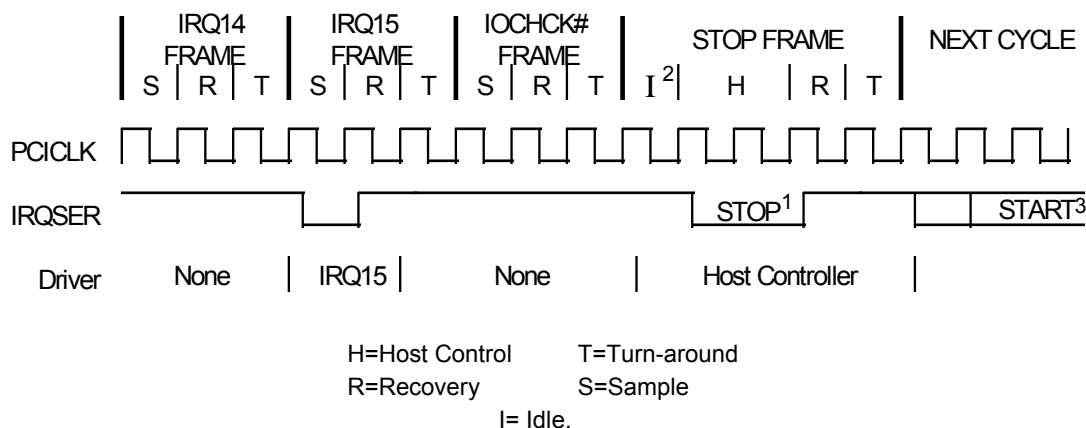 IRQ14 FRAME IRQ15 FRAME IOCHCK# FRAME STOP FRAME NEXT CYCLE
S R T S R T S R T I 2 H R T
PCICLK
IRQSER STOP1 START3
Driver None IRQ15 None Host Controller
H=Host Control T=Turn-around
R=Recovery S=Sample
I= Idle.